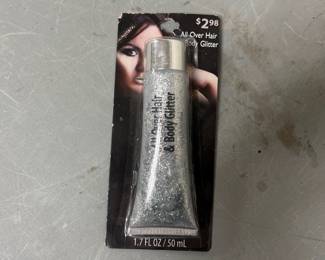 $2.98
All Over Hair
Body Glitter
All Over Hair
& Body Glitter
1.7 FL OZ / 50 mL